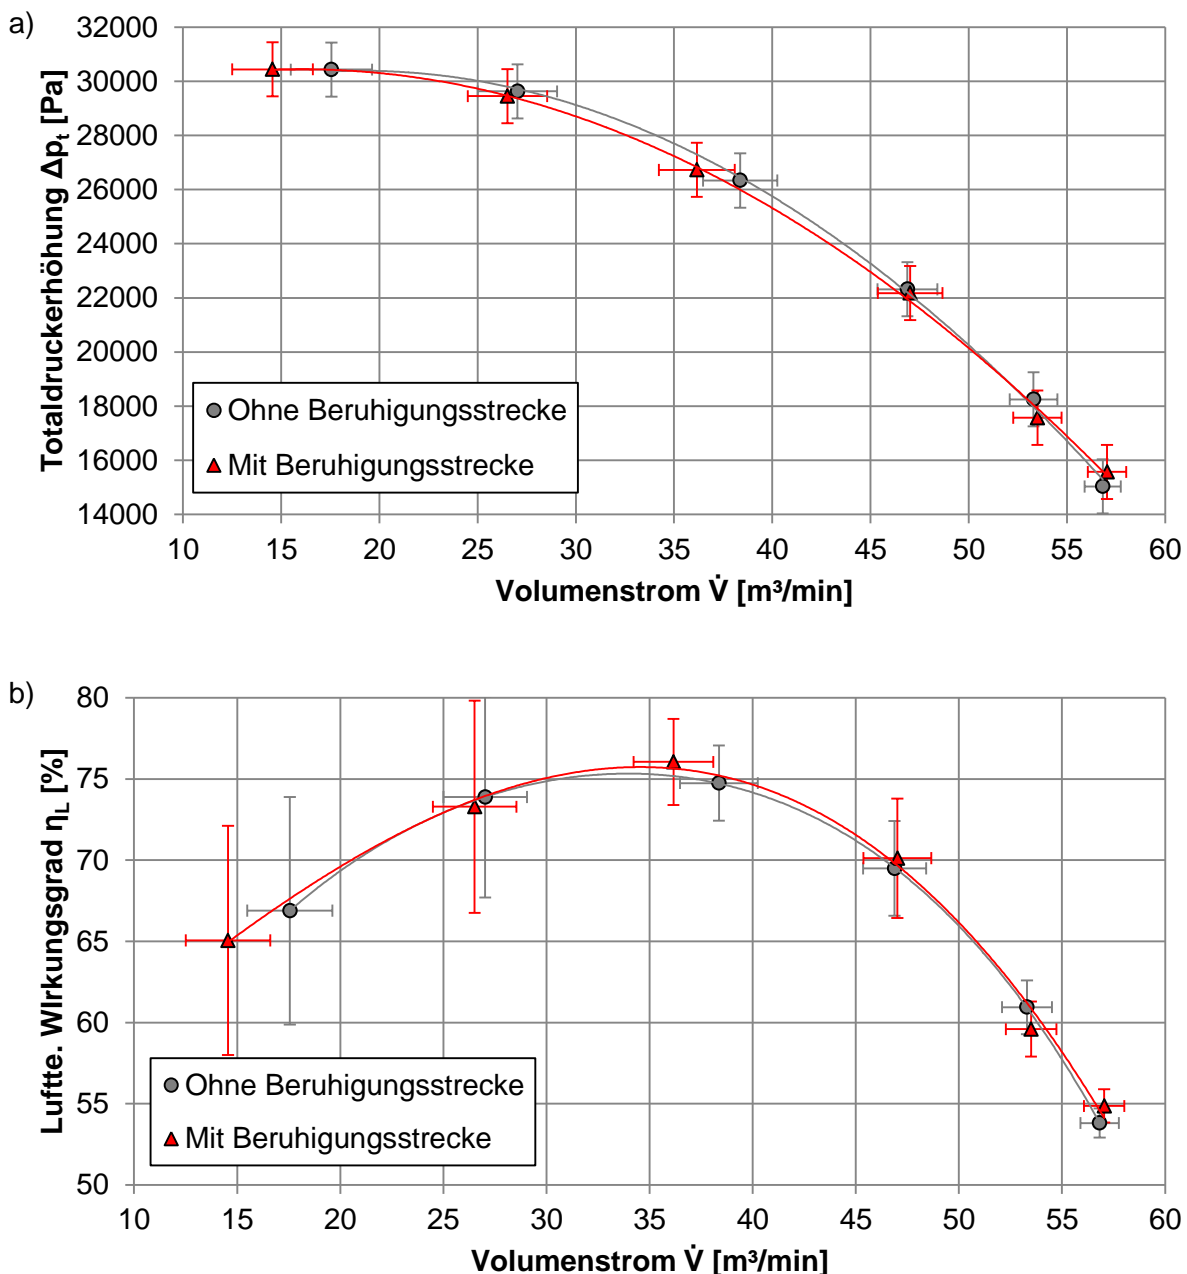 a)
Totaldruckerhöhung Δpt [Pa]
32000
30000
28000
26000
24000
22000
20000
18000
16000
14000
Ohne Beruhigungsstrecke
Mit Beruhigungsstrecke
10 15 20 25 30 35 40 45 50 55 60
Volumenstrom V̇ [m³/min]
b)
Luftte. WIrkungsgrad ηL [%]
80
75
70
65
60
55
50
Ohne Beruhigungsstrecke
Mit Beruhigungsstrecke
10 15 20 25 30 35 40 45 50 55 60
Volumenstrom V̇ [m³/min]